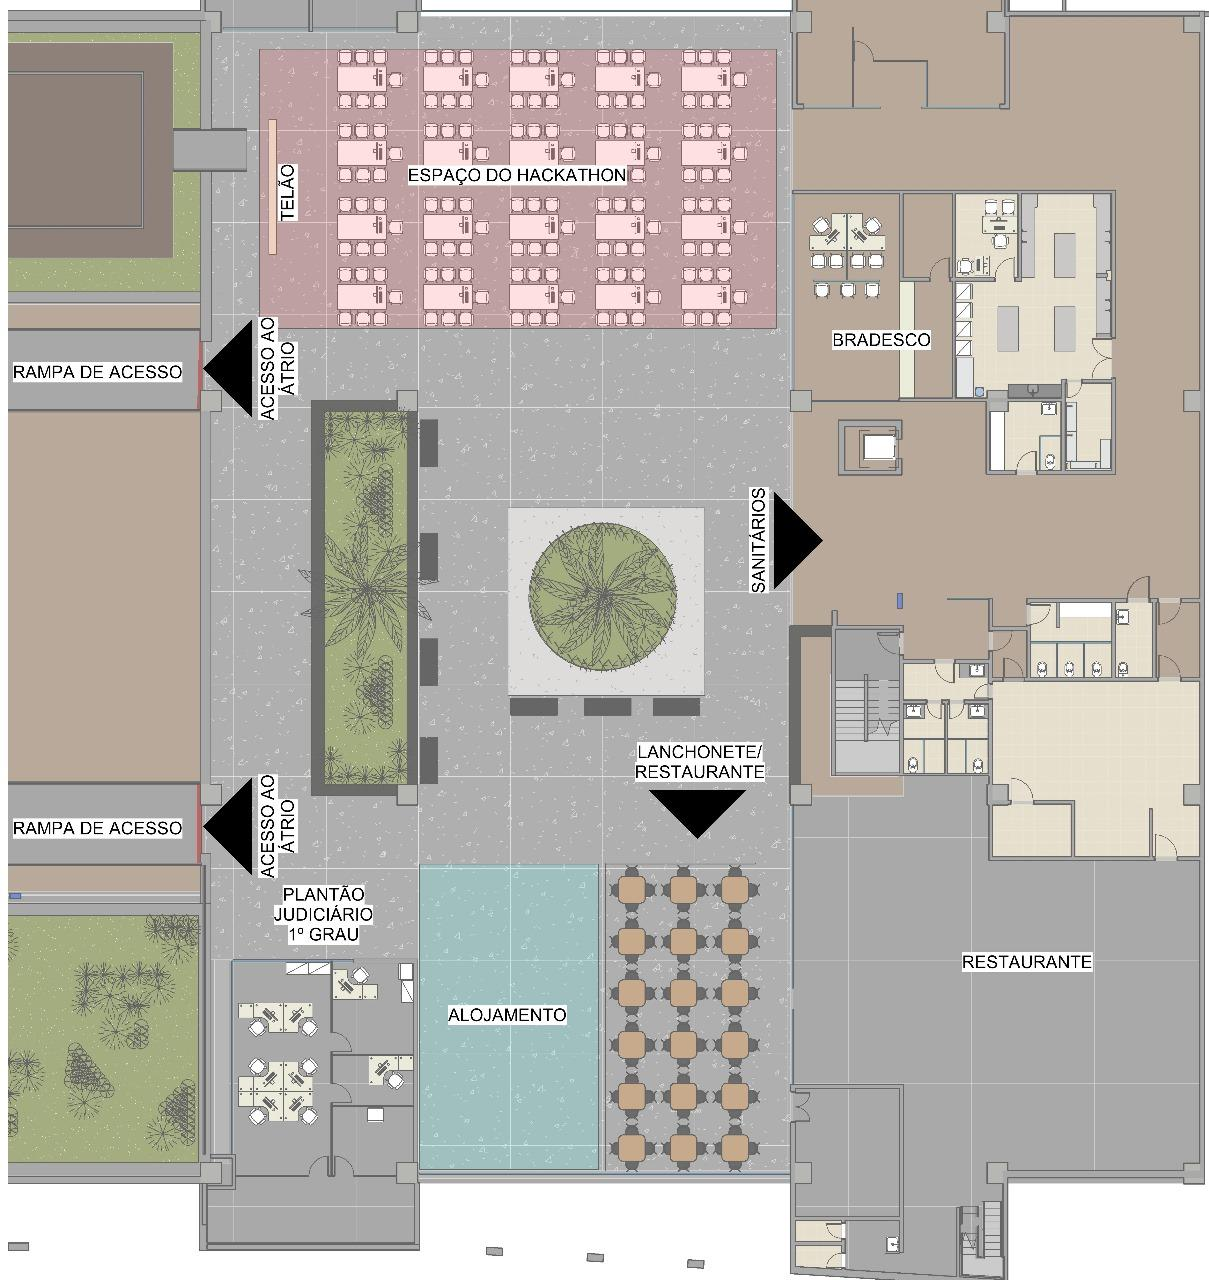 TELÃO
ESPAÇO DO HACKATHON
BRADESCO
RAMPA DE ACESSO
ACESSO AO
ÁTRIO
SANITÁRIOS
LANCHONETE/
RESTAURANTE
RAMPA DE ACESSO
ACESSO AO
ÁTRIO
PLANTÃO
JUDICIÁRIO
1º GRAU
RESTAURANTE
ALOJAMENTO